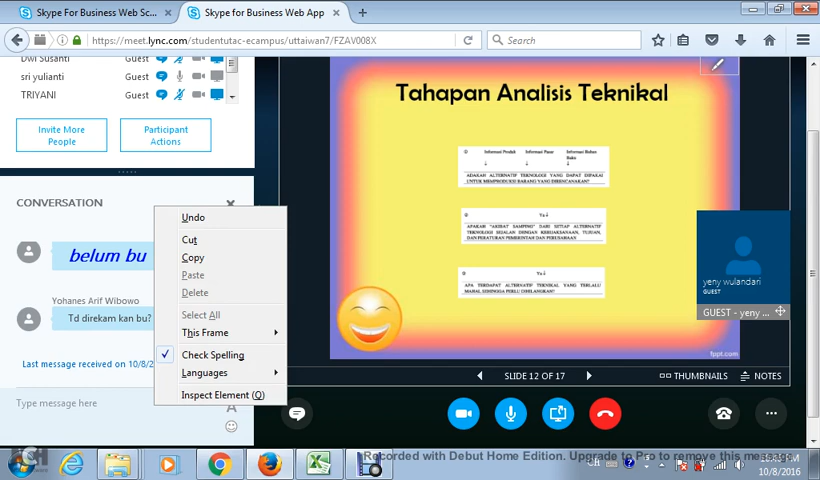 Skype For Business Web Sc...
Skype for Business Web App
https://meet.lync.com/studentutac-ecampus/uttaiwan7/FZAV008X
Search
Dwi Susanti Guest
sri yulianti Guest
TRIYANI Guest
Invite More
People
Participant
Actions
CONVERSATION
belum bu
Yohanes Arif Wibowo
Td direkam kan bu?
Last message received on 10/8/2
Type message here
A
Undo
Cut
Copy
Paste
Delete
Select All
This Frame
Check Spelling
Languages
Inspect Element (Q)
Tahapan Analisis Teknikal
Informasi Produk Informasi Pasar Informasi Bahan
Baku
ADAKAH ALTERNATIF TEKNOLOGI YANG DAPAT DIPAKAI
UNTUK MEMPRODUKSI BARANG YANG DIRENCANAKAN?
Ya
APAKAH "AKIBAT SAMPING" DARI SETIAP ALTERNATIF
TEKNOLOGI SEJALAN DENGAN KEBIJAKSANAAN, TUJUAN,
DAN PERATURAN PEMERINTAH DAN PERUSAHAAN
Ya
APA TERDAPAT ALTERNATIF TEKNOLOGI YANG TERLALU
MAHAL SEHINGGA PERLU DIHILANGKAN?
fppt.com
yeny wulandari
GUEST
GUEST - yeny ...
SLIDE 12 OF 17
THUMBNAILS
NOTES
Recorded with Debut Home Edition. Upgrade to Pro to remove this message.
CH
10/8/2016